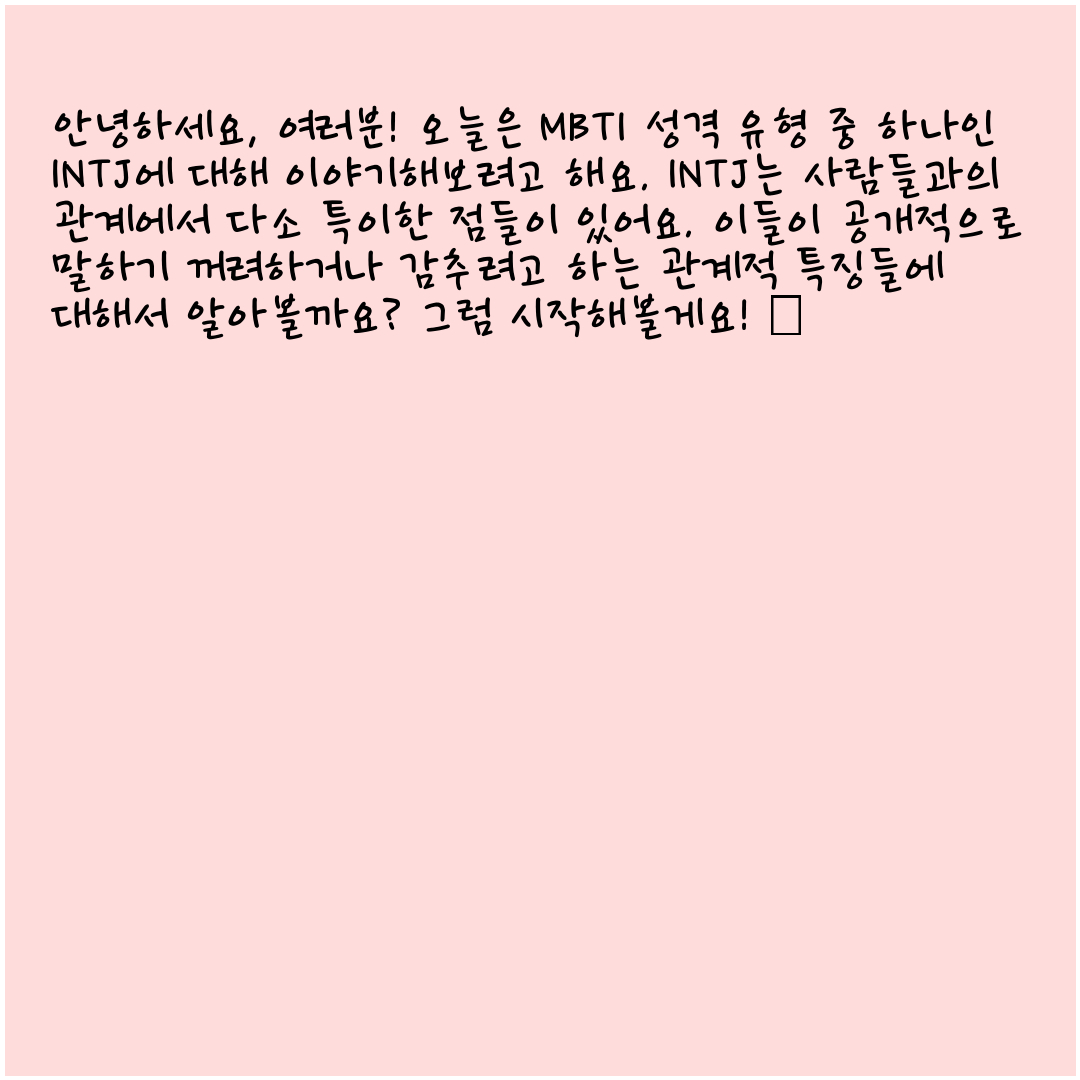 안녕하세요, 여러분! 오늘은 MBTI 성격 유형 중 하나인
INTJ에 대해 이야기해보려고 해요. INTJ는 사람들과의
관계에서 다소 특이한 점들이 있어요. 이들이 공개적으로
말하기 꺼려하거나 감추려고 하는 관계적 특징들에
대해서 알아볼까요? 그럼 시작해볼게요! □